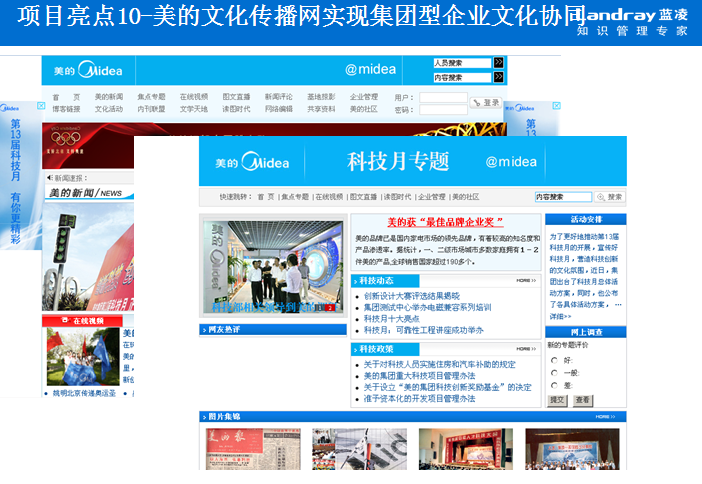 项目亮点10-美的文化传播网实现集团型企业文化协同
Landray 蓝凌
知 识 管 理 专 家
美的 Midea
@midea
人员搜索
内容搜索
首 页 美的新闻 焦点专题 在线视频 图文直播 新闻评论 基地掠影 企业管理
博客链接 文化活动 内刊联盟 文学天地 读图时代 网络编辑 共享资料 美的社区
用户:
密码:
登录
第13届科技月 有你更精彩
新闻速报:
美的新闻/NEWS
在线视频
姚明北京传递奥运圣
美的 Midea
科技月专题
@midea
快速跳转: 首 页 | 焦点专题 | 在线视频 | 图文直播 | 读图时代 | 企业管理 | 美的社区
内容搜索
搜索
美的获“最佳品牌企业奖 ”
美的品牌已是国内家电市场的领先品牌,有着较高的知名度和
产品渗透率。据统计,一、二级市场城市多数家庭拥有1-2
件美的产品,全球销售国家超过190多个。
网友热评
科技动态
MORE >>
创新设计大赛评选结果揭晓
集团测试中心举办电磁兼容系列培训
科技月十大亮点
科技月:可靠性工程讲座成功举办
科技政策
MORE >>
关于对科技人员实施住房和汽车补助的规定
美的集团重大科技项目管理办法
关于设立“美的集团科技创新奖励基金”的决定
准予资本化的开发项目管理办法
活动安排
为了更好地推动第13届
科技月的开展,宣传好
科技月,营造科技创新
的文化氛围,近日,集
团出台了科技月总体活
动方案,同时,也公布
了各具体活动方案, …
详细>>
网上调查
新的专题评价
好:
一般:
差:
提交 查看
图片集锦
MORE >>
美的报